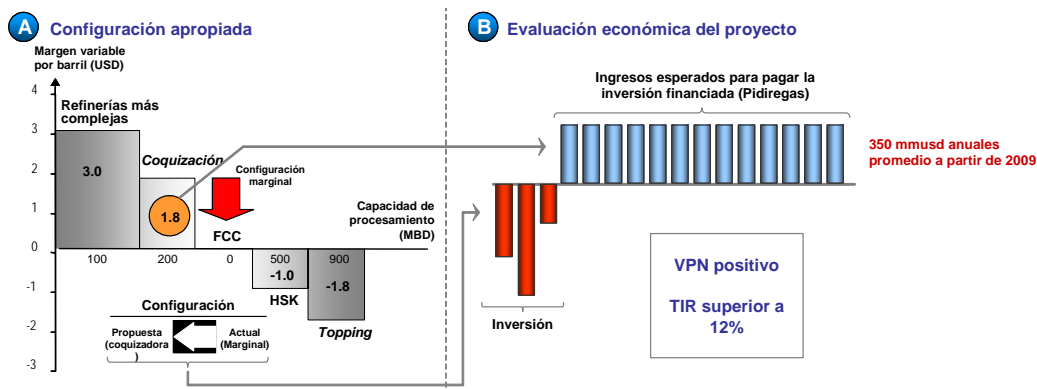 A Configuración apropiada
Margen variable
por barril (USD)
4
3
2
1
0
-1
-2
-3
Refinerías más
complejas
3.0
Coquización
1.8
Configuración
marginal
FCC
Capacidad de
procesamiento
(MBD)
100
200
0
500
900
-1.0
-1.8
HSK
Topping
Configuración
Propuesta
(coquizadora
)
Actual
(Marginal)
B Evaluación económica del proyecto
Ingresos esperados para pagar la
inversión financiada (Pidiregas)
350 mmusd anuales
promedio a partir de 2009
Inversión
VPN positivo
TIR superior a
12%